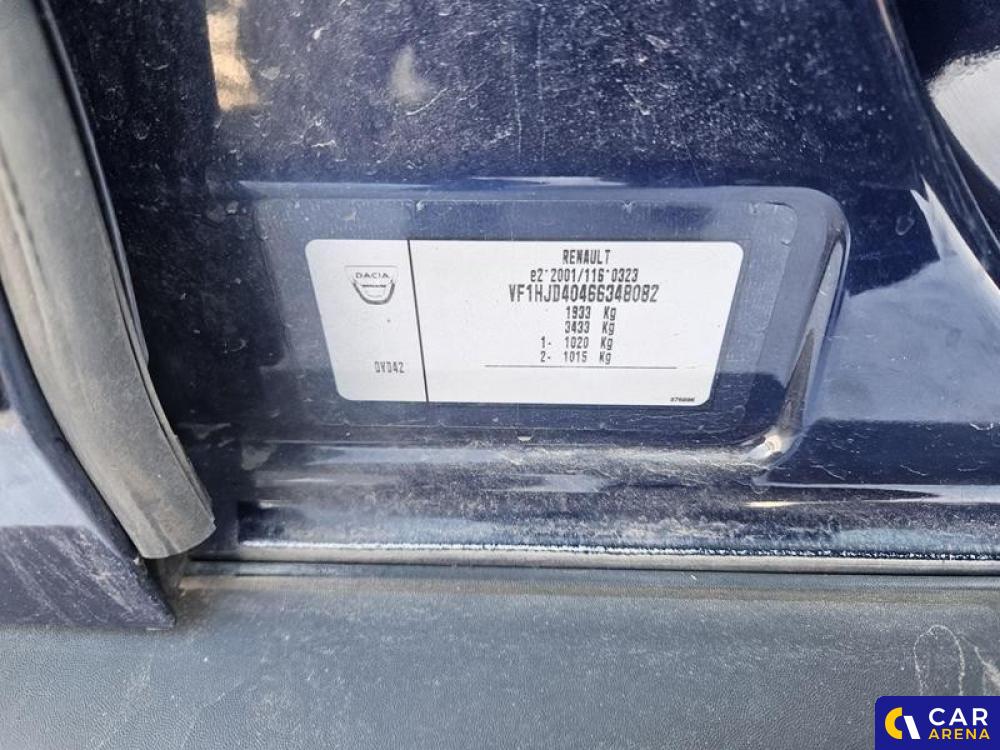 DACIA
0VD42
RENAULT
e2*2001/116*0323
VF1HJD40466348082
1933 Kg
3433 Kg
1- 1020 Kg
2- 1015 Kg
CAR
ARENA